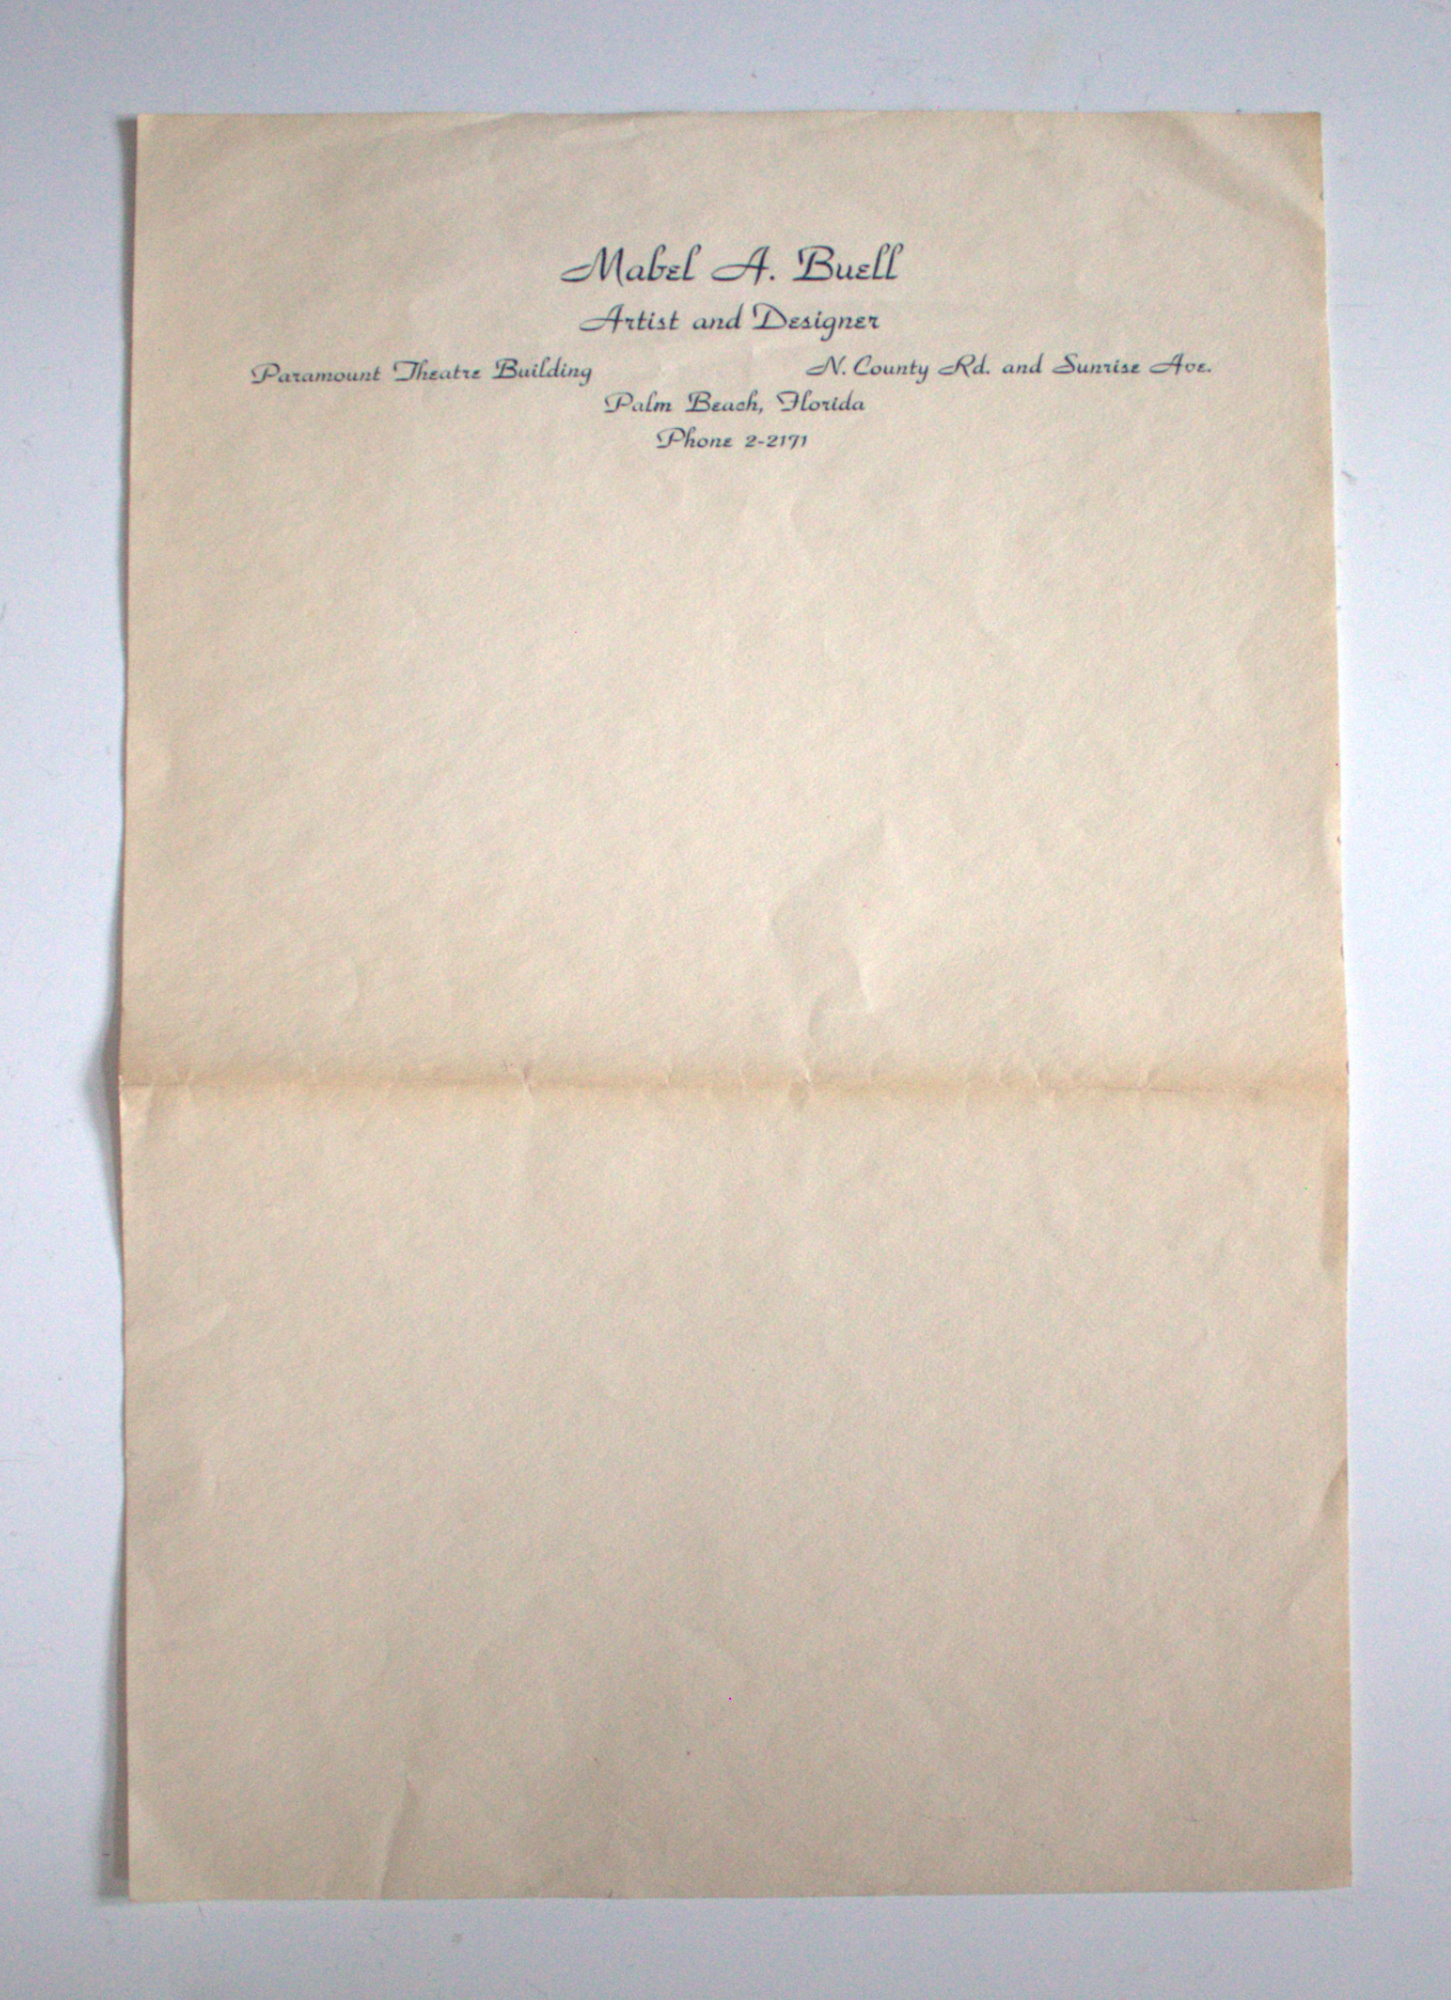 Mabel A. Buell
Artist and Designer
Paramount Theatre Building N. County Rd. and Sunrise Ave.
Palm Beach, Florida
Phone 2-2171